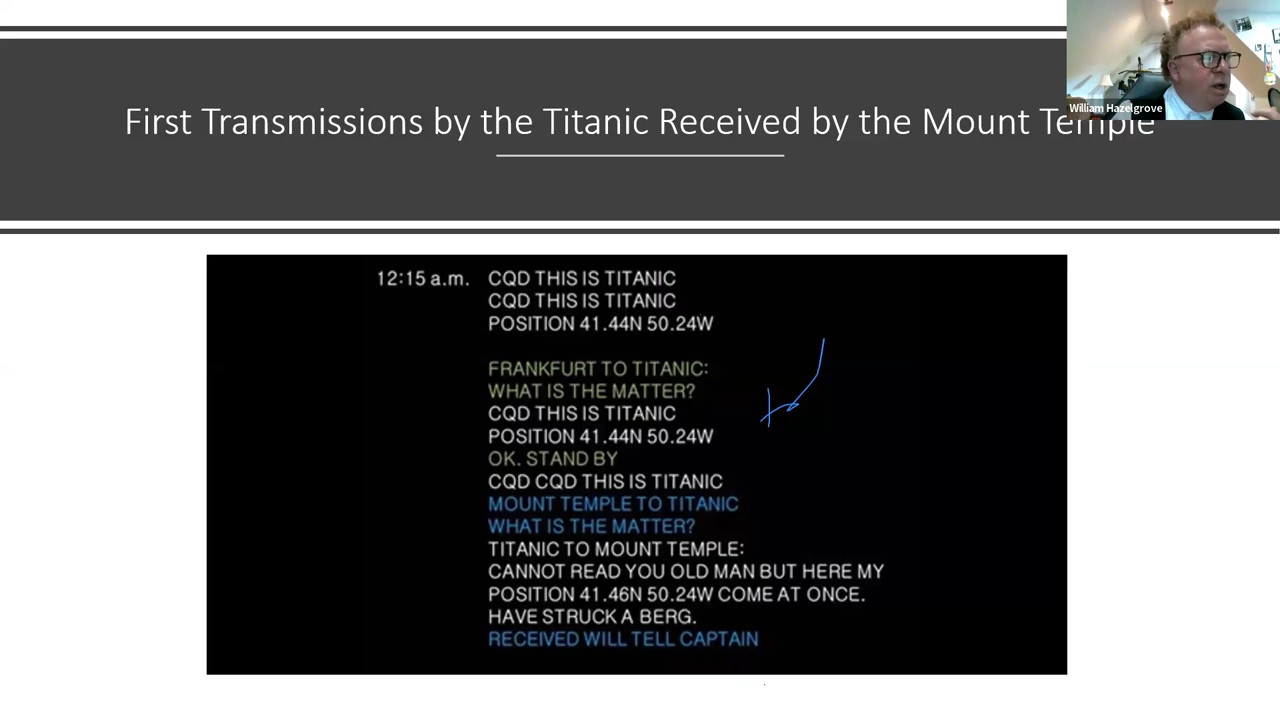 First Transmissions by the Titanic Received by the Mount Temple
William Hazelgrove
12:15 a.m. CQD THIS IS TITANIC
CQD THIS IS TITANIC
POSITION 41.44N 50.24W
FRANKFURT TO TITANIC:
WHAT IS THE MATTER?
CQD THIS IS TITANIC
POSITION 41.44N 50.24W
OK. STAND BY
CQD CQD THIS IS TITANIC
MOUNT TEMPLE TO TITANIC
WHAT IS THE MATTER?
TITANIC TO MOUNT TEMPLE:
CANNOT READ YOU OLD MAN BUT HERE MY
POSITION 41.46N 50.24W COME AT ONCE.
HAVE STRUCK A BERG.
RECEIVED WILL TELL CAPTAIN